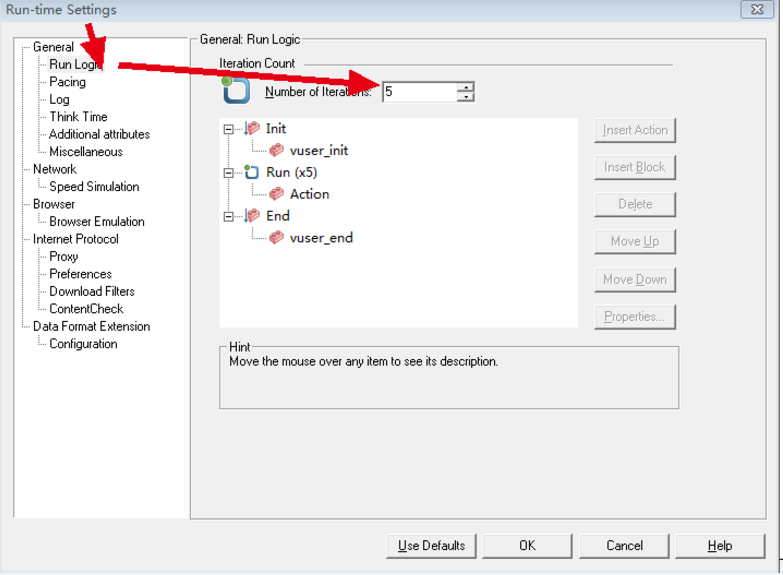 Run-time Settings
General
Run Logic
Pacing
Log
Think Time
Additional attributes
Miscellaneous
Network
Speed Simulation
Browser
Browser Emulation
Internet Protocol
Proxy
Preferences
Download Filters
ContentCheck
Data Format Extension
Configuration
General: Run Logic
Iteration Count
Number of Iterations: 5
Init
vuser_init
Run (x5)
Action
End
vuser_end
Insert Action
Insert Block
Delete
Move Up
Move Down
Properties...
Hint
Move the mouse over any item to see its description.
Use Defaults
OK
Cancel
Help